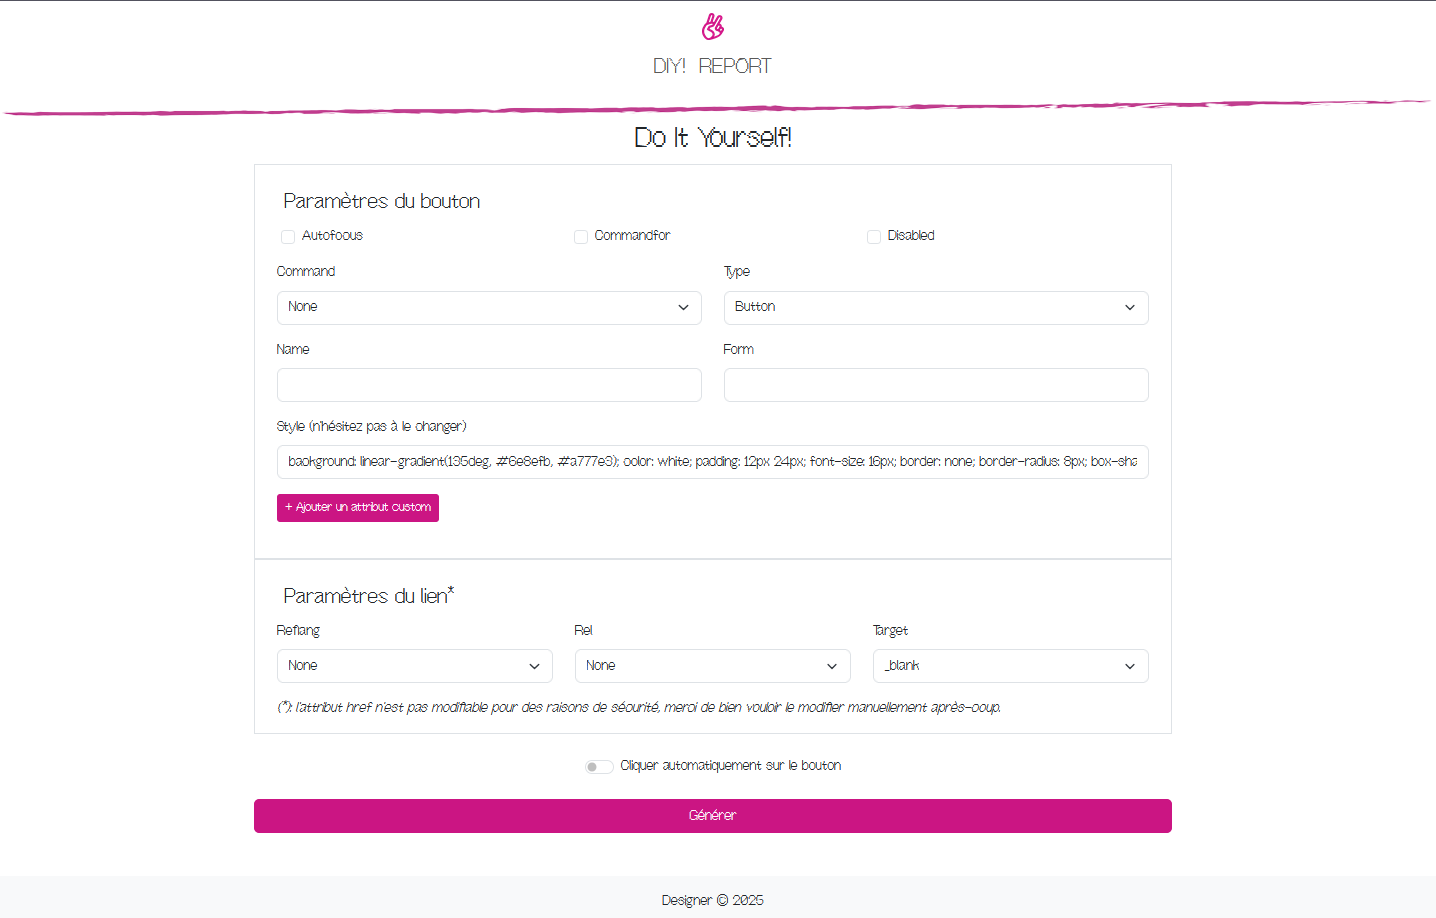 DIY! REPORT
Do It Yourself!
Paramètres du bouton
Autofocus
Commandfor
Disabled
Command
Type
None
Button
Name
Form
Style (n'hésitez pas à le changer)
background: linear-gradient(135deg, #6e8efb, #a777e3); color: white; padding: 12px 24px; font-size: 16px; border: none; border-radius: 8px; box-sha
+ Ajouter un attribut custom
Paramètres du lien*
Reflang
Rel
Target
None
None
_blank
(*): l'attribut href n'est pas modifiable pour des raisons de sécurité, merci de bien vouloir le modifier manuellement après-coup.
Cliquer automatiquement sur le bouton
Générer
Designer © 2025